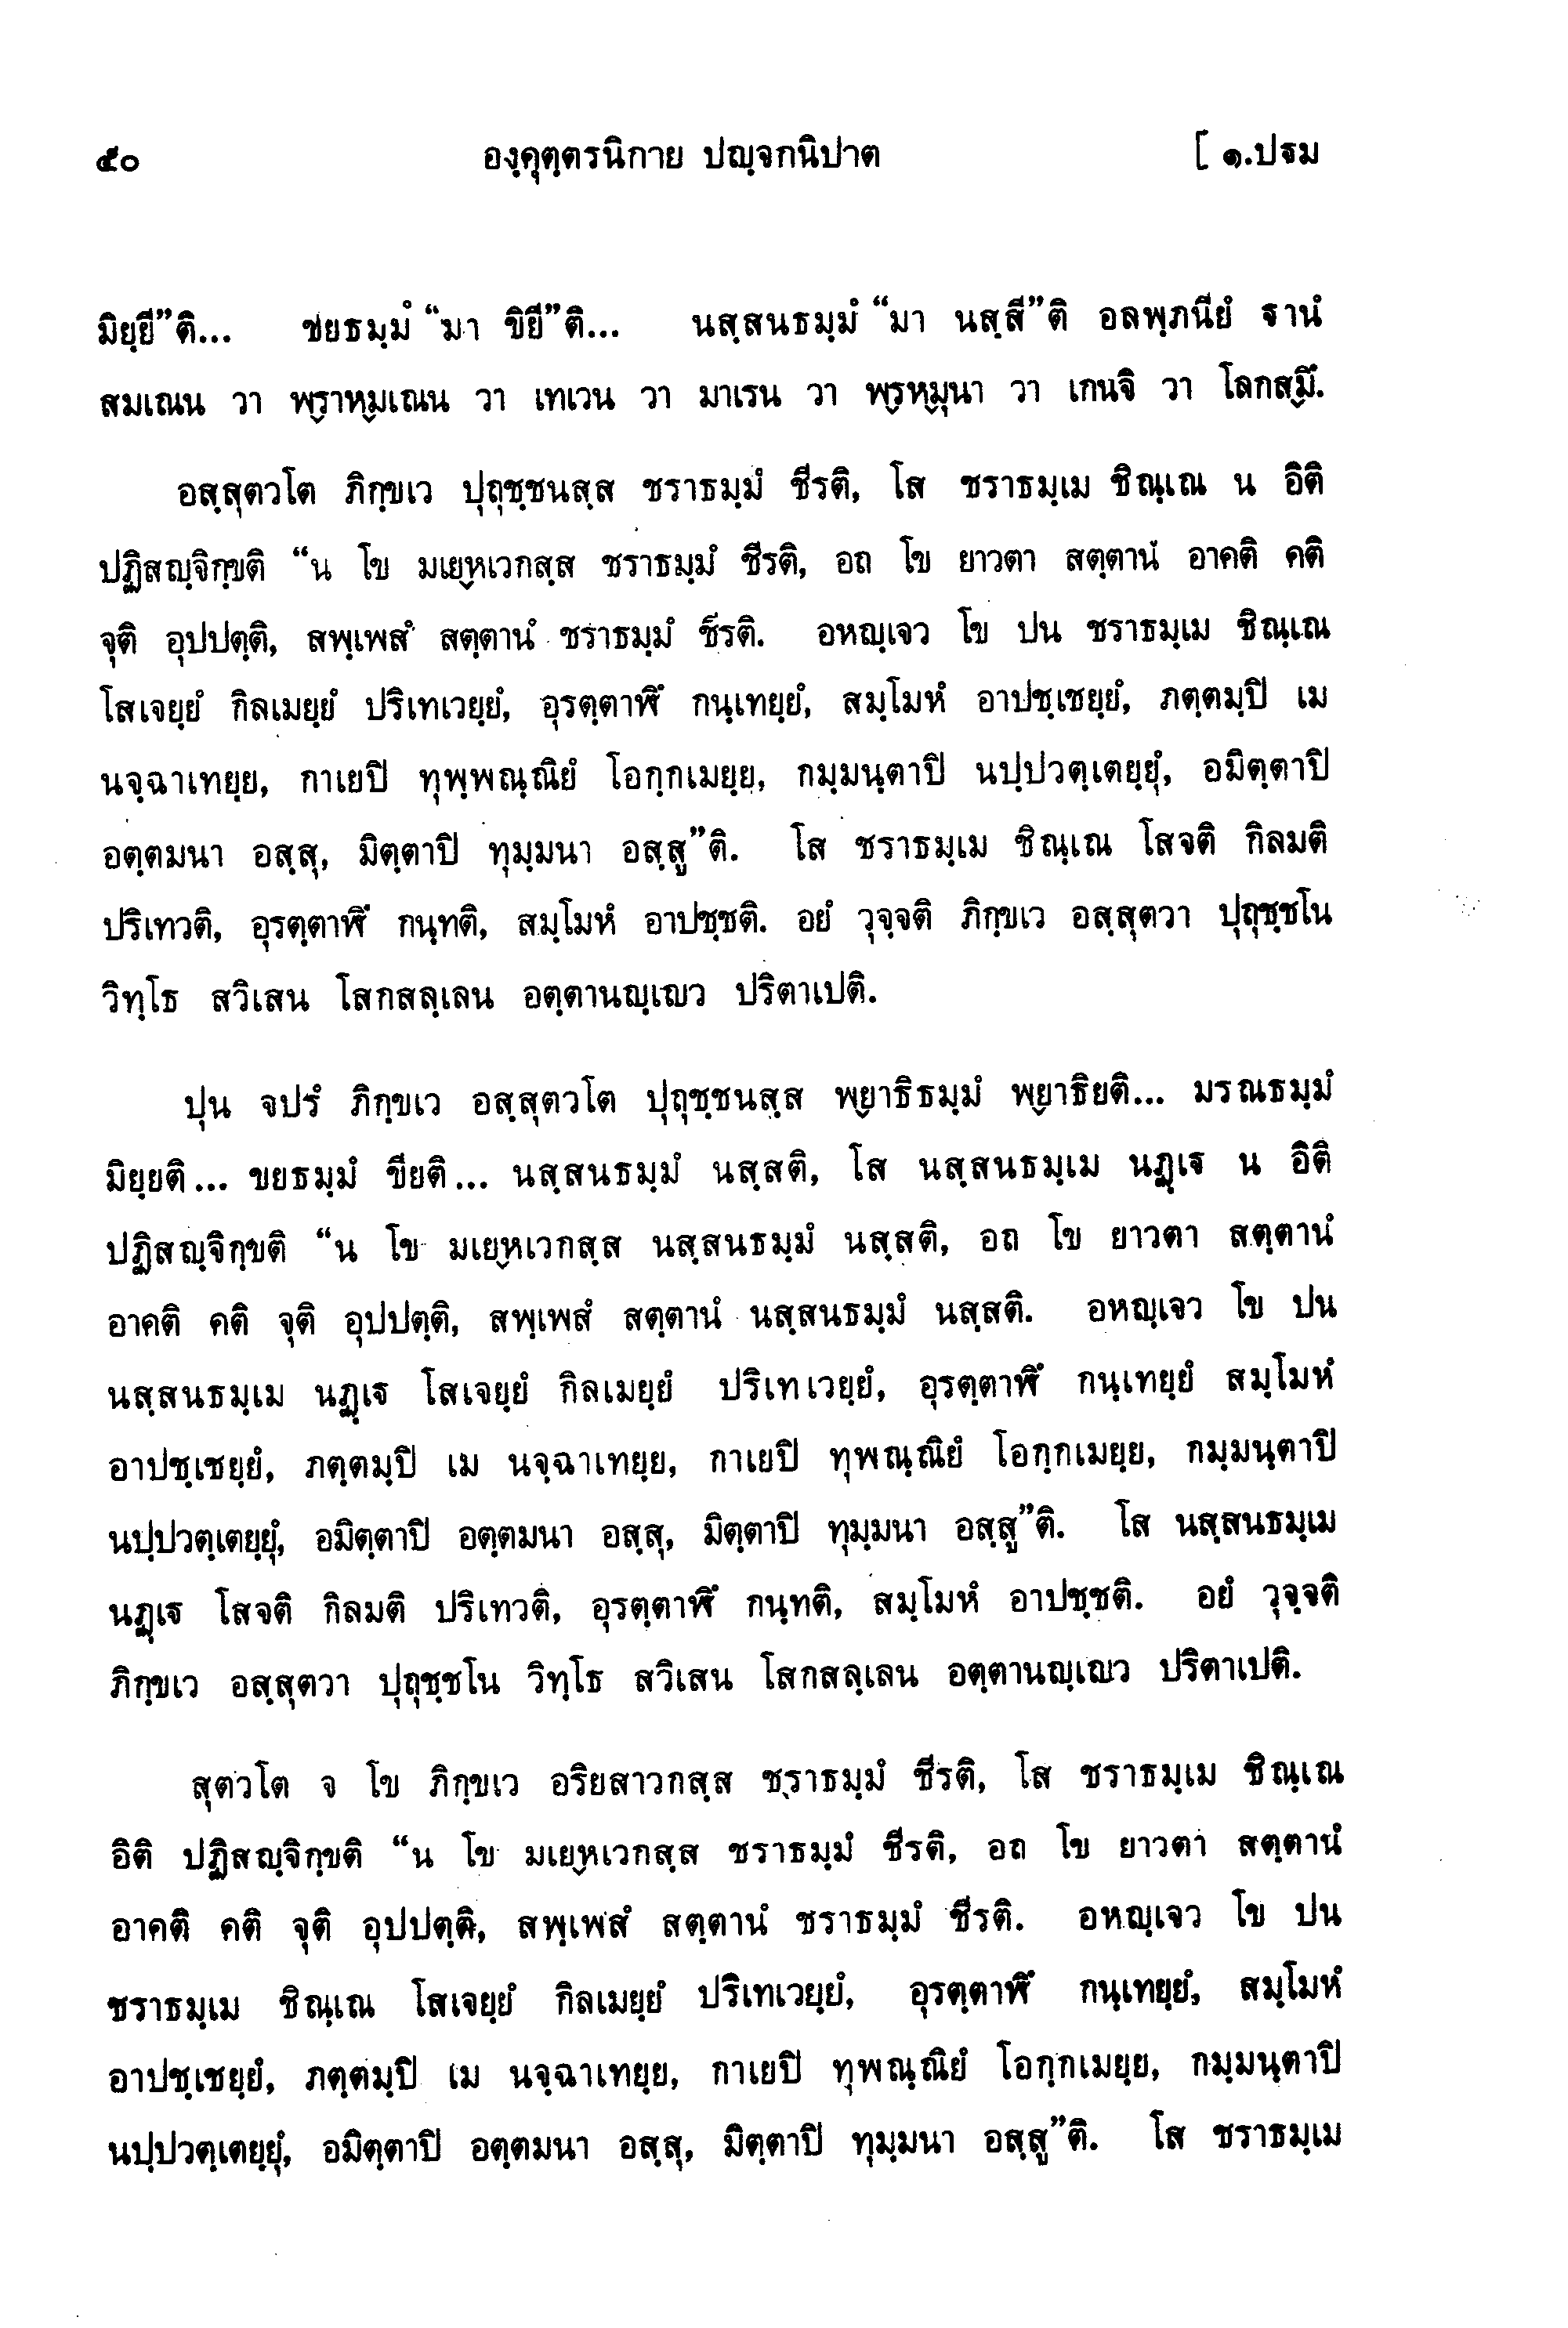 ๕๐ องฺคุตฺตรนิกาย ปญฺจกนิปาต [ ๑.ปฐม
มิยฺยี”ติ... ขยธมฺมํ “มา ขิยี”ติ... นสฺสนธมฺมํ “มา นสฺสี”ติ อลพฺภนียํ ฐานํ
สมเณน วา พฺราหฺมเณน วา เทเวน วา มาเรน วา พฺรหฺมุนา วา เกนจิ วา โลกสฺมึ.
อสฺสุตวโต ภิกฺขเว ปุถุชฺชนสฺส ชราธมฺมํ ชีรติ, โส ชราธมฺเม ชิณฺเณ น อิติ
ปฏิสญฺจิกฺขติ “น โข มเยฺหเวกสฺส ชราธมฺมํ ชีรติ, อถ โข ยาวตา สตฺตานํ อาคติ คติ
จุติ อุปปตฺติ, สพฺเพสํ สตฺตานํ ชราธมฺมํ ชีรติ. อหญฺเจว โข ปน ชราธมฺเม ชิณฺเณ
โสเจยฺยํ กิลเมยฺยํ ปริเทเวยฺยํ, อุรตฺตาฬึ กนฺเทยฺยํ, สมฺโมหํ อาปชฺเชยฺยํ, ภตฺตมฺปิ เม
นจฺฉาเทยฺย, กาเยปิ ทุพฺพณฺณิยํ โอกฺกเมยฺย, กมฺมนฺตาปิ นปฺปวตฺเตยฺยุํ, อมิตฺตาปิ
อตฺตมนา อสฺสุ, มิตฺตาปิ ทุมฺมนา อสฺสู”ติ. โส ชราธมฺเม ชิณฺเณ โสจติ กิลมติ
ปริเทวติ, อุรตฺตาฬึ กนฺทติ, สมฺโมหํ อาปชฺชติ. อยํ วุจฺจติ ภิกฺขเว อสฺสุตวา ปุถุชฺชโน
วิทฺโธ สวิเสน โสกสลฺเลน อตฺตานญฺเญว ปริตาเปติ.
ปุน จปรํ ภิกฺขเว อสฺสุตวโต ปุถุชฺชนสฺส พฺยาธิธมฺมํ พฺยาธิยติ... มรณธมฺมํ
มิยฺยติ... ขยธมฺมํ ขียติ... นสฺสนธมฺมํ นสฺสติ, โส นสฺสนธมฺเม นฏฺเฐ น อิติ
ปฏิสญฺจิกฺขติ “น โข มเยฺหเวกสฺส นสฺสนธมฺมํ นสฺสติ, อถ โข ยาวตา สตฺตานํ
อาคติ คติ จุติ อุปปตฺติ, สพฺเพสํ สตฺตานํ นสฺสนธมฺมํ นสฺสติ. อหญฺเจว โข ปน
นสฺสนธมฺเม นฏฺเฐ โสเจยฺยํ กิลเมยฺยํ ปริเทเวยฺยํ, อุรตฺตาฬึ กนฺเทยฺยํ สมฺโมหํ
อาปชฺเชยฺยํ, ภตฺตมฺปิ เม นจฺฉาเทยฺย, กาเยปิ ทุพณฺณิยํ โอกฺกเมยฺย, กมฺมนฺตาปิ
นปฺปวตฺเตยฺยุํ, อมิตฺตาปิ อตฺตมนา อสฺสุ, มิตฺตาปิ ทุมฺมนา อสฺสู”ติ. โส นสฺสนธมฺเม
นฏฺเฐ โสจติ กิลมติ ปริเทวติ, อุรตฺตาฬึ กนฺทติ, สมฺโมหํ อาปชฺชติ. อยํ วุจฺจติ
ภิกฺขเว อสฺสุตวา ปุถุชฺชโน วิทฺโธ สวิเสน โสกสลฺเลน อตฺตานญฺเญว ปริตาเปติ.
สุตวโต จ โข ภิกฺขเว อริยสาวกสฺส ชราธมฺมํ ชีรติ, โส ชราธมฺเม ชิณฺเณ
อิติ ปฏิสญฺจิกฺขติ “น โข มเยฺหเวกสฺส ชราธมฺมํ ชีรติ, อถ โข ยาวตา สตฺตานํ
อาคติ คติ จุติ อุปปตฺติ, สพฺเพสํ สตฺตานํ ชราธมฺมํ ชีรติ. อหญฺเจว โข ปน
ชราธมฺเม ชิณฺเณ โสเจยฺยํ กิลเมยฺยํ ปริเทเวยฺยํ, อุรตฺตาฬึ กนฺเทยฺยํ, สมฺโมหํ
อาปชฺเชยฺยํ, ภตฺตมฺปิ เม นจฺฉาเทยฺย, กาเยปิ ทุพณฺณิยํ โอกฺกเมยฺย, กมฺมนฺตาปิ
นปฺปวตฺเตยฺยุํ, อมิตฺตาปิ อตฺตมนา อสฺสุ, มิตฺตาปิ ทุมฺมนา อสฺสู”ติ. โส ชราธมฺเม